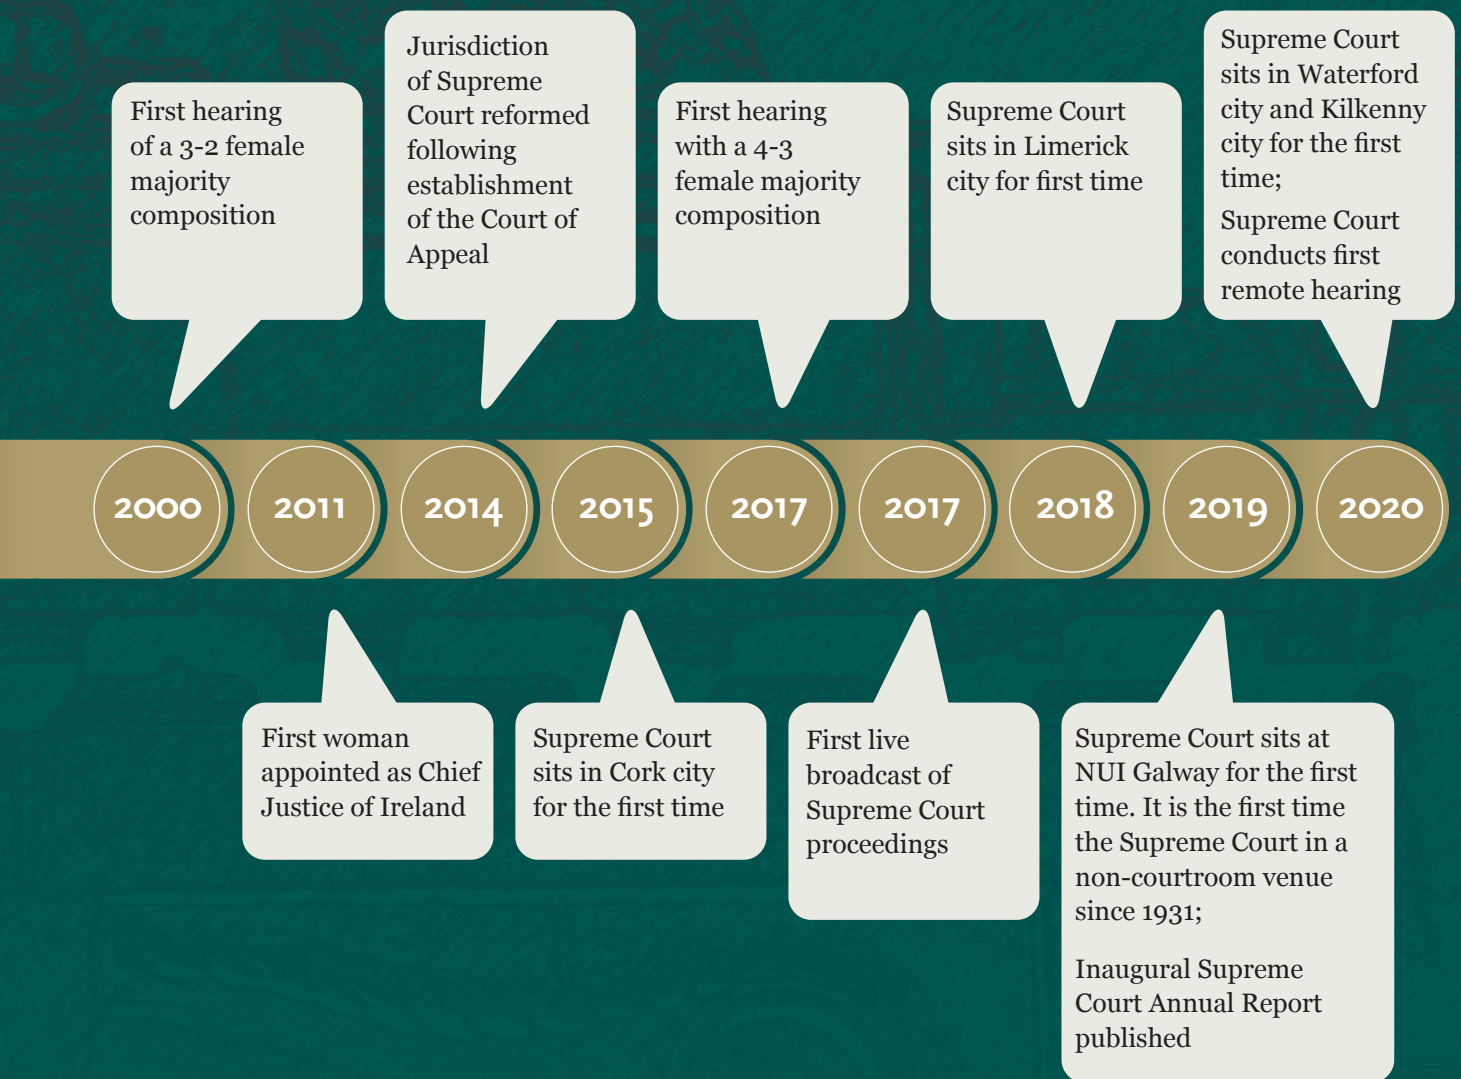 First hearing
of a 3-2 female
majority
composition
Jurisdiction
of Supreme
Court reformed
following
establishment
of the Court of
Appeal
First hearing
with a 4-3
female majority
composition
Supreme Court
sits in Limerick
city for first time
Supreme Court
sits in Waterford
city and Kilkenny
city for the first
time;
Supreme Court
conducts first
remote hearing
2000
2011
2014
2015
2017
2017
2018
2019
2020
First woman
appointed as Chief
Justice of Ireland
Supreme Court
sits in Cork city
for the first time
First live
broadcast of
Supreme Court
proceedings
Supreme Court sits at
NUI Galway for the first
time. It is the first time
the Supreme Court in a
non-courtroom venue
since 1931;
Inaugural Supreme
Court Annual Report
published